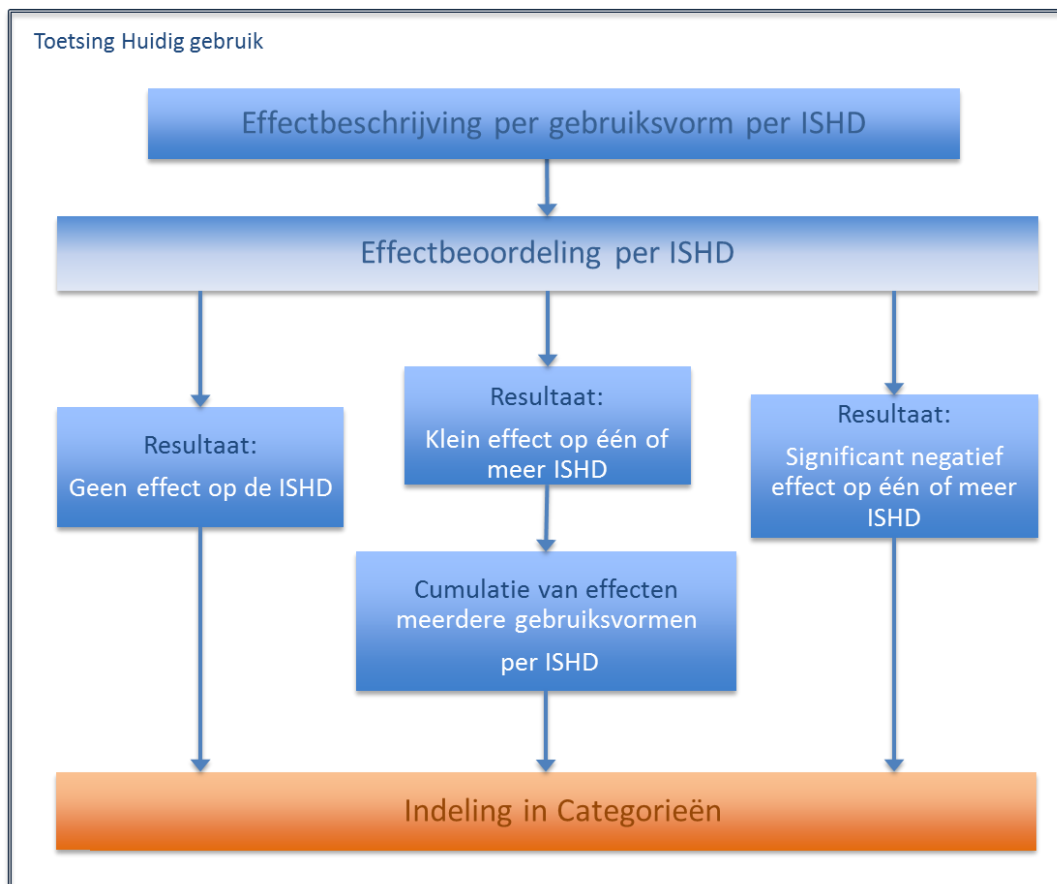 Toetsing Huidig gebruik
Effectbeschrijving per gebruiksvorm per ISHD
Effectbeoordeling per ISHD
Resultaat:
Geen effect op de ISHD
Resultaat:
Klein effect op één of
meer ISHD
Resultaat:
Significant negatief
effect op één of meer
ISHD
Cumulatie van effecten
meerdere gebruiksvormen
per ISHD
Indeling in Categorieën